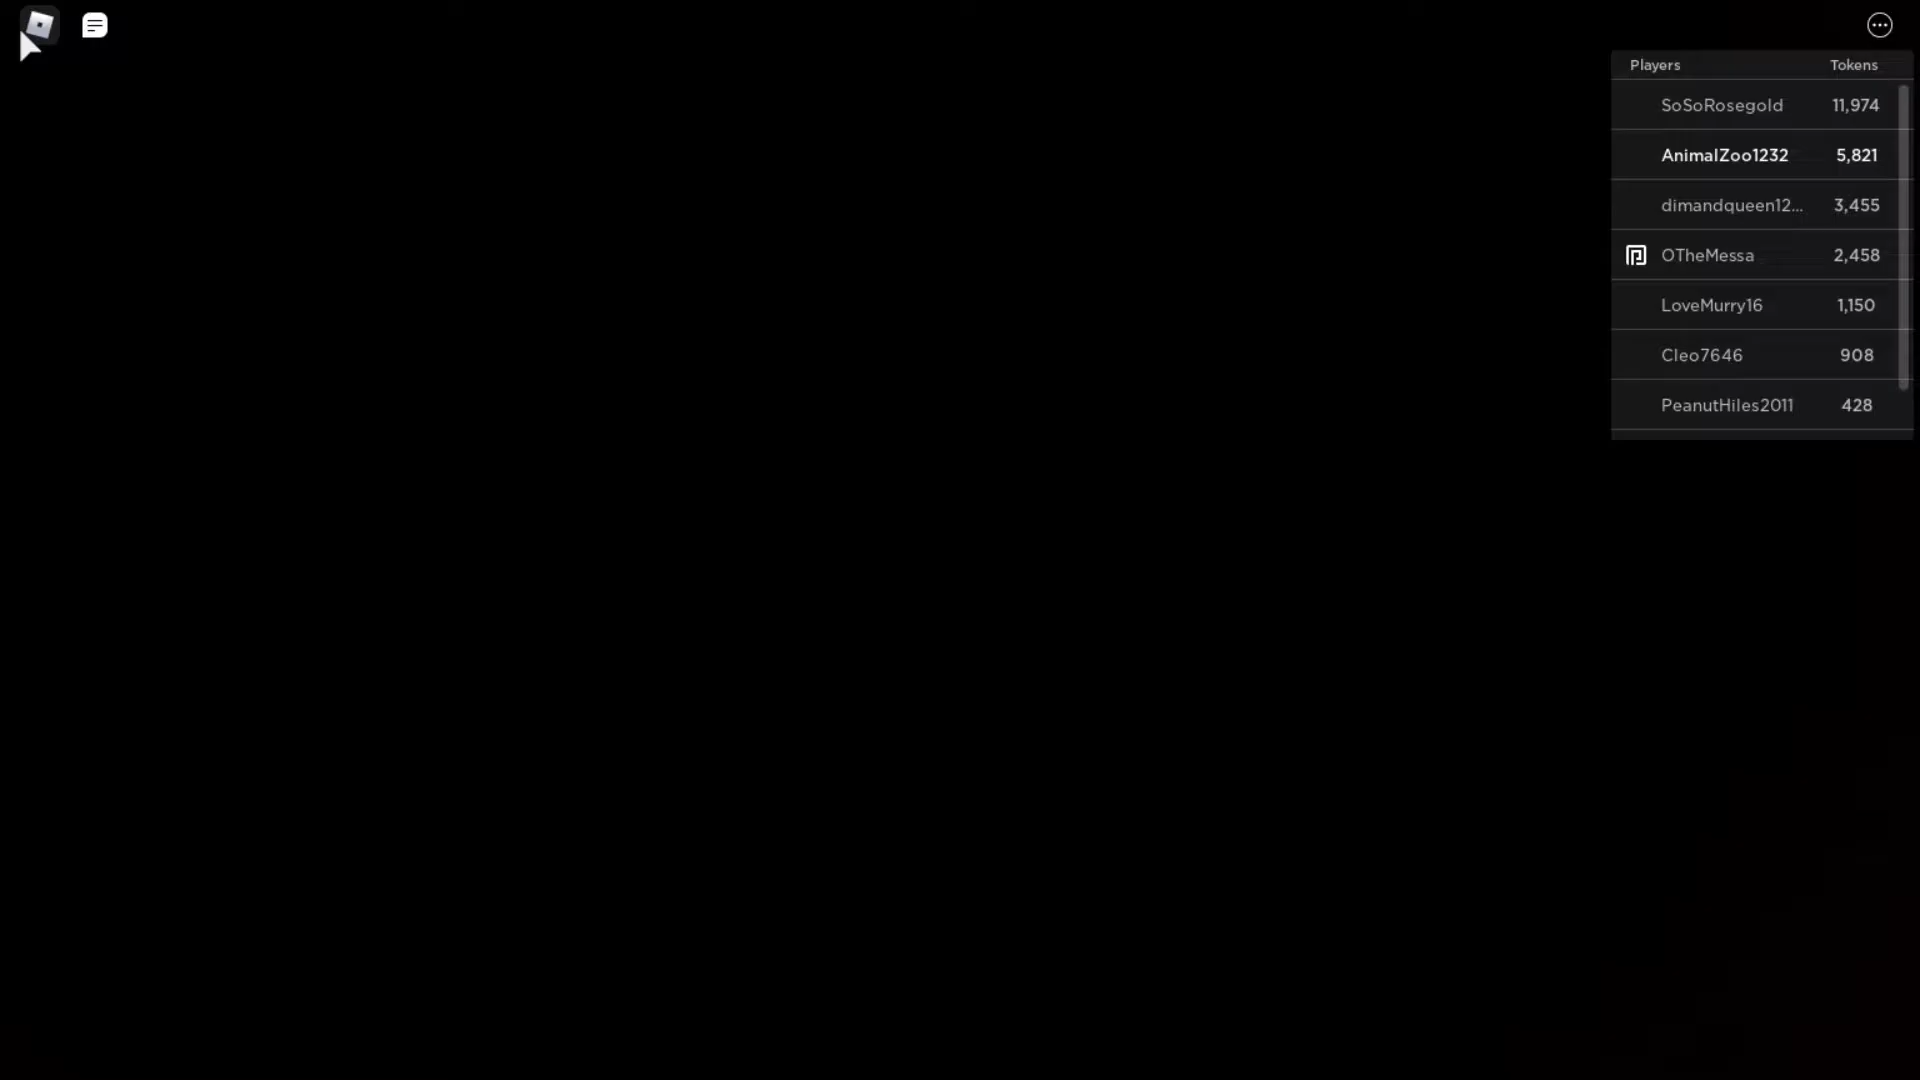 Players Tokens
SoSoRosegold 11,974
AnimalZoo1232 5,821
dimandqueen12... 3,455
OTheMessa 2,458
LoveMurry16 1,150
Cleo7646 908
PeanutHiles2011 428